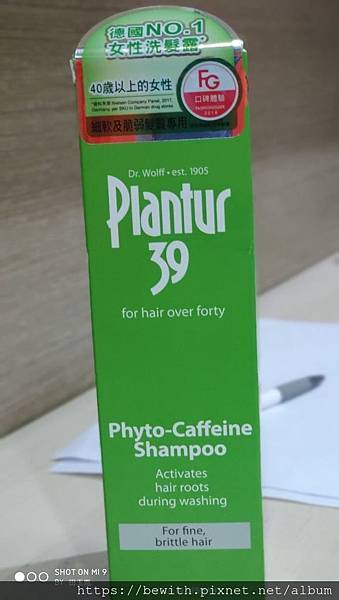 德國NO.1
女性洗髮露*
40歲以上的女性
FG
口碑體驗
細軟及脆弱髮質專用
Dr. Wolff • est. 1905
Plantur
39
for hair over forty
Phyto-Caffeine
Shampoo
Activates
hair roots
during washing
For fine,
brittle hair
SHOT ON MI 9
https://bewith.pixnet.net/album